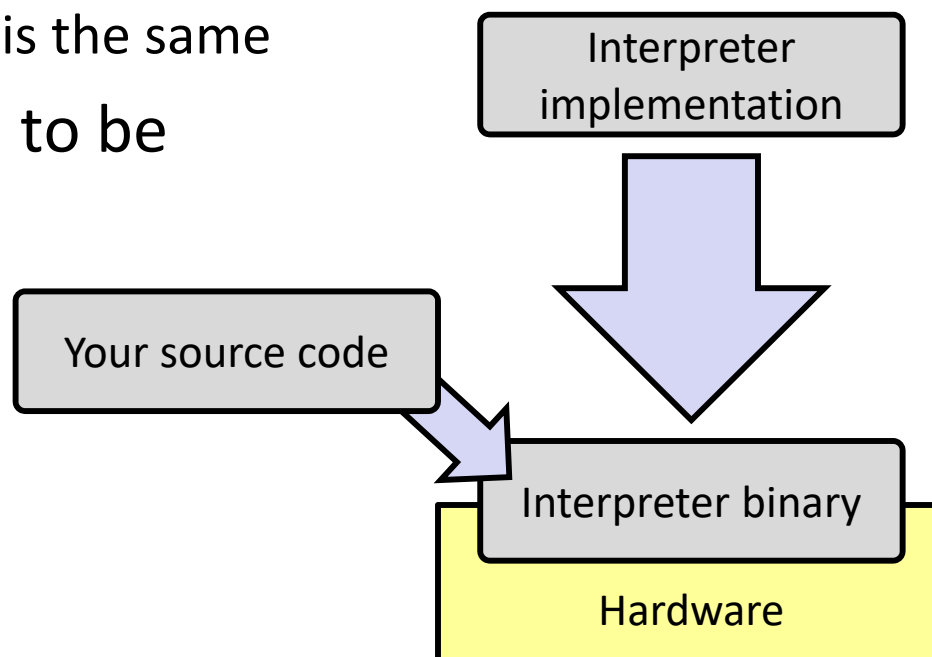 is the same
to be
Interpreter
implementation
Your source code
Interpreter binary
Hardware